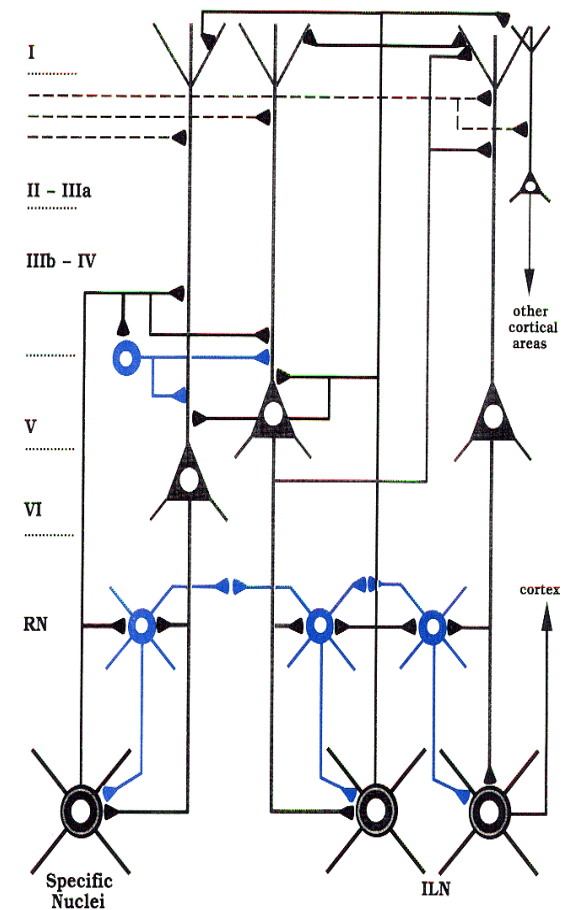 I
II – IIIa
IIIb – IV
other
cortical
areas
V
VI
cortex
RN
Specific
Nuclei
ILN